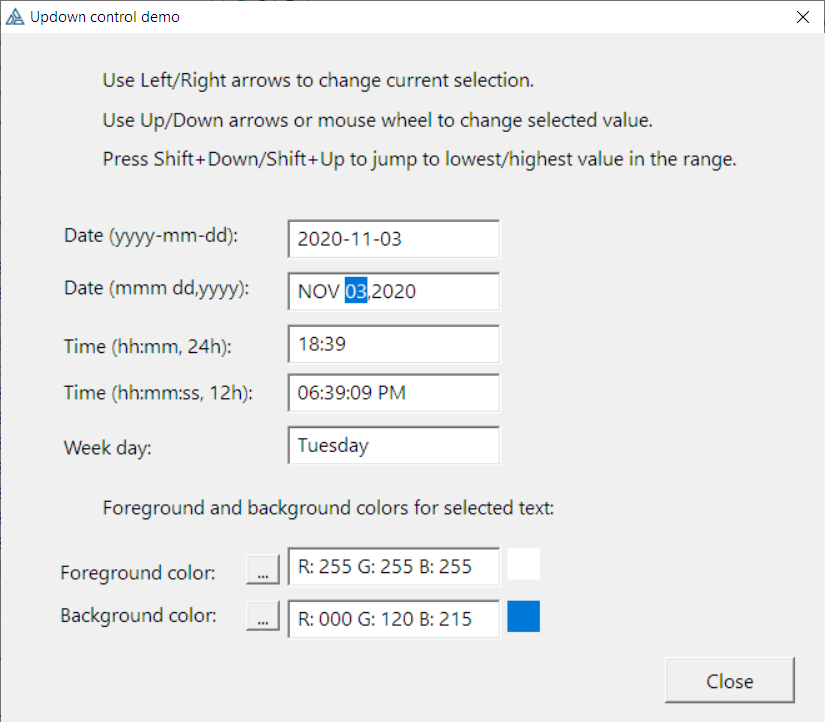 Updown control demo
Use Left/Right arrows to change current selection.
Use Up/Down arrows or mouse wheel to change selected value.
Press Shift+Down/Shift+Up to jump to lowest/highest value in the range.
Date (yyyy-mm-dd): 2020-11-03
Date (mmm dd,yyyy): NOV 03,2020
Time (hh:mm, 24h): 18:39
Time (hh:mm:ss, 12h): 06:39:09 PM
Week day: Tuesday
Foreground and background colors for selected text:
Foreground color: ... R: 255 G: 255 B: 255
Background color: ... R: 000 G: 120 B: 215
Close